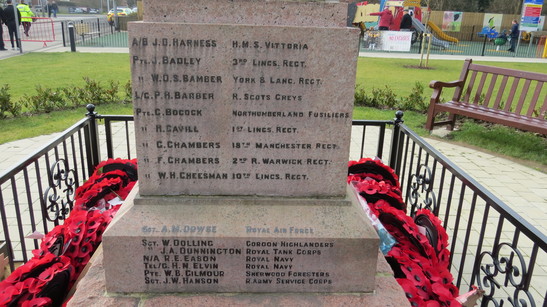 A/B J.O. HARNESS H.M.S. VITTORIA
PTE J. BADLEY 3RD LINCS. REGT.
" W.O.S. BAMBER YORK & LANC. REGT.
L/C P.H. BARBER R. SCOTS GREYS
PTE C. BOCOCK NORTHUMBERLAND FUSILIERS
" H. CAVILL 1ST LINCS. REGT.
" G. CHAMBERS 18TH MANCHESTER REGT.
" F. CHAMBERS 2ND R. WARWICK REGT.
" W.H. CHEESMAN 10TH LINCS. REGT.
SGT. A.M. DOWSE ROYAL AIR FORCE
SGT. W. DOLLING GORDON HIGHLANDERS
" J.A. DUNNINGTON ROYAL TANK CORPS
N/A R.E. EASON ROYAL NAVY
TEL/G. H.N. ELVIN ROYAL NAVY
PTE W.E. GILMOUR SHERWOOD FORESTERS
SGT. J.W. HANSON R. ARMY SERVICE CORPS